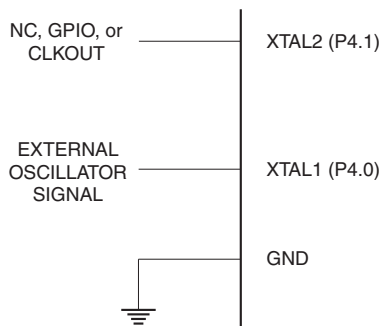 NC, GPIO, or
CLKOUT
XTAL2 (P4.1)
EXTERNAL
OSCILLATOR
SIGNAL
XTAL1 (P4.0)
GND